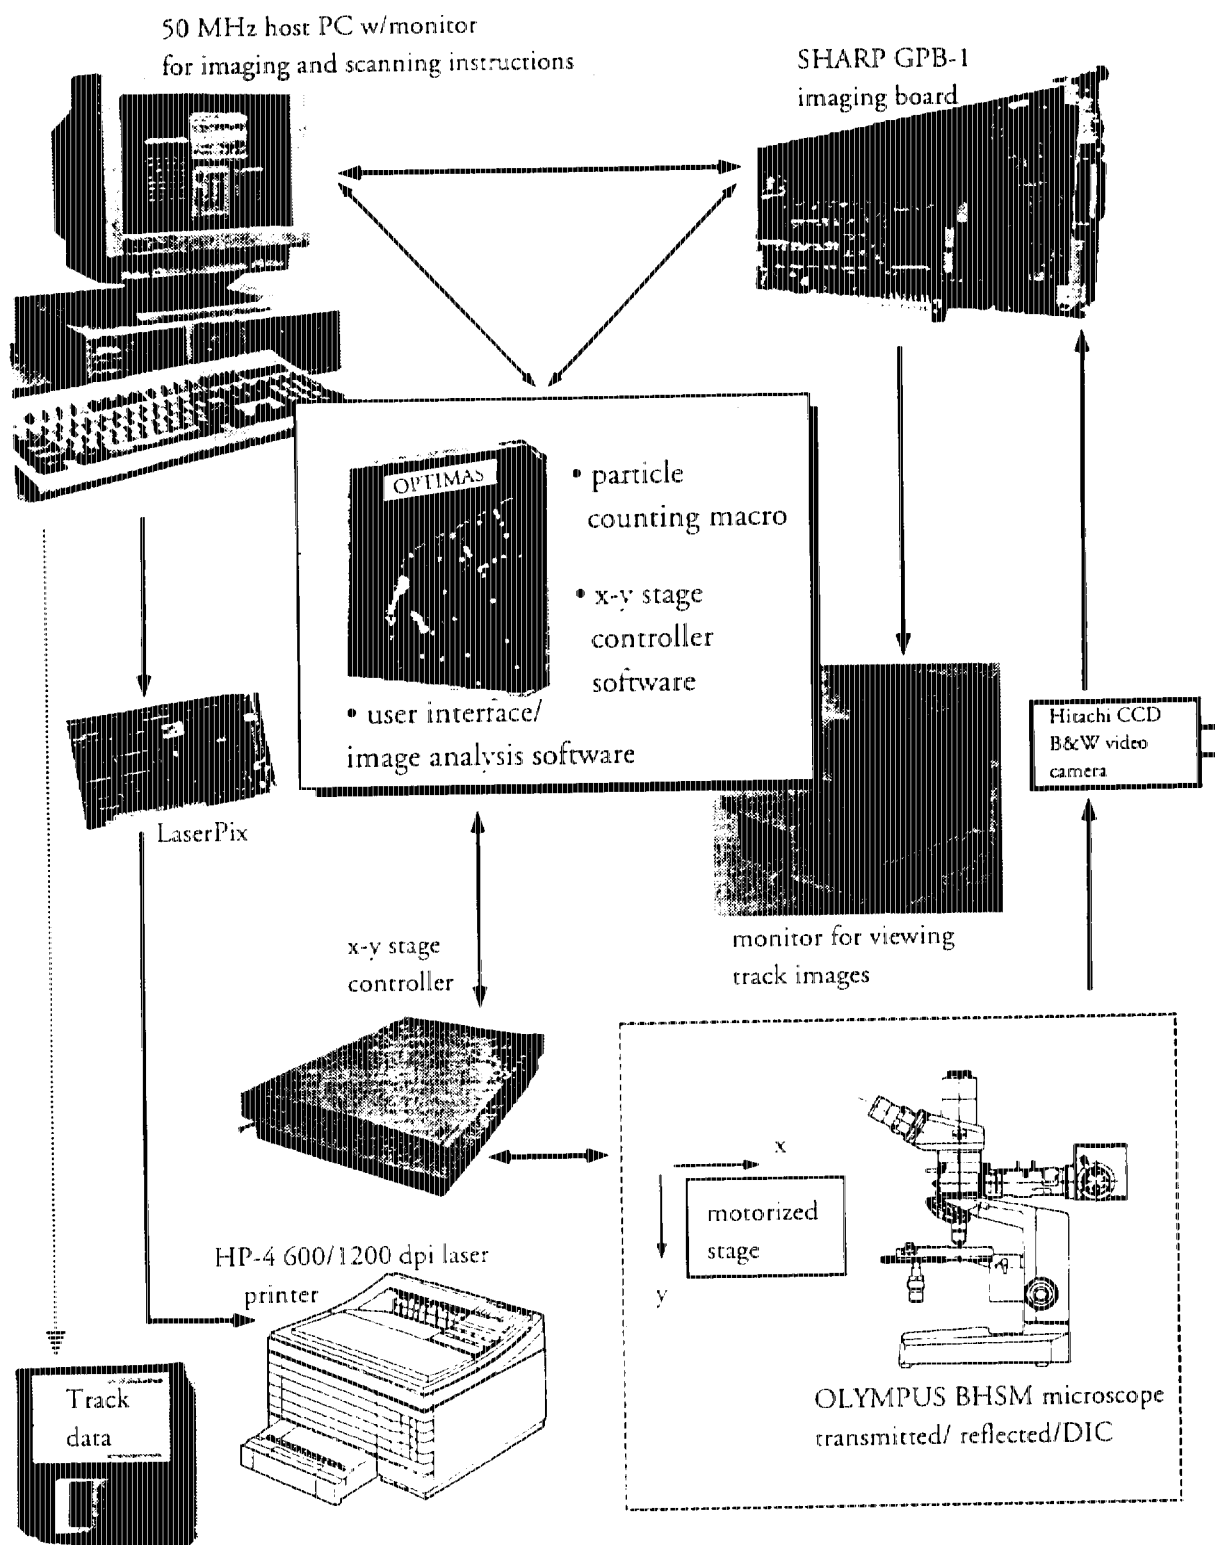 50 MHz host PC w/monitor
for imaging and scanning instructions
SHARP GPB-1
imaging board
OPTIMAS
• particle
counting macro
• x-y stage
controller
software
• user interface/
image analysis software
Hitachi CCD
B&W video
camera
LaserPix
monitor for viewing
track images
x-y stage
controller
x
motorized
stage
y
HP-4 600/1200 dpi laser
printer
Track
data
OLYMPUS BHSM microscope
transmitted/ reflected/DIC